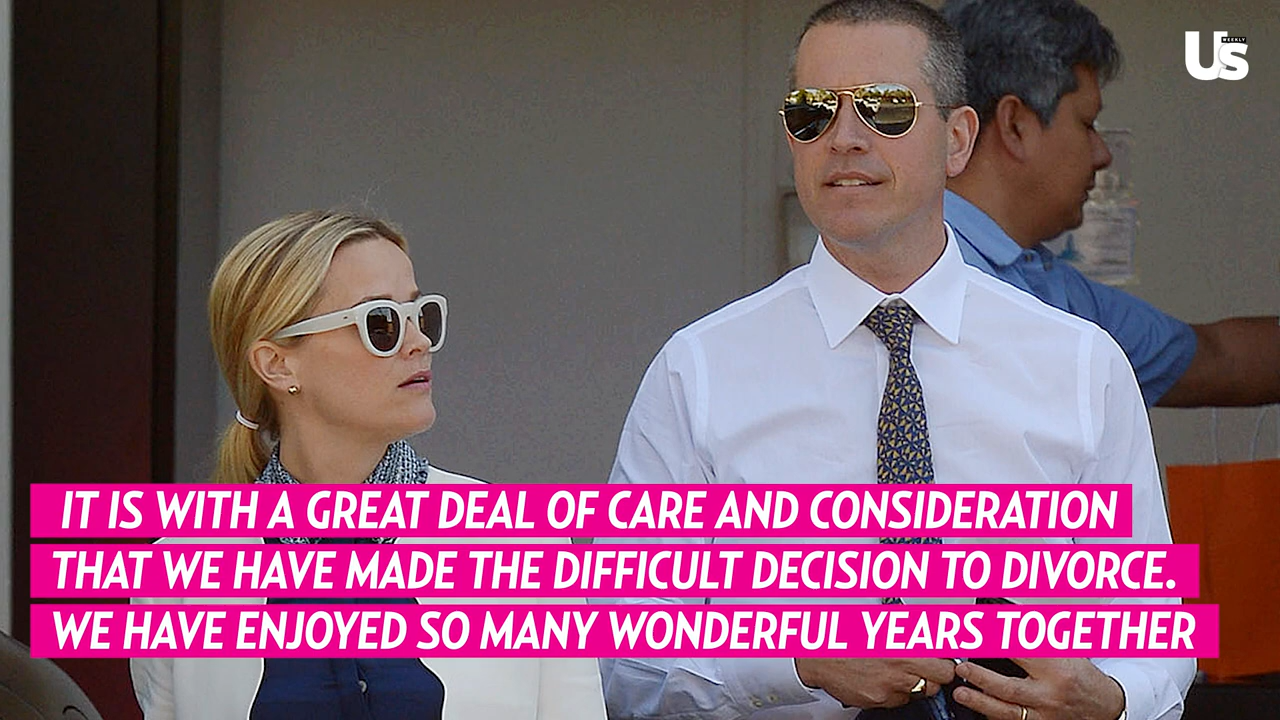 Us
WEEKLY
IT IS WITH A GREAT DEAL OF CARE AND CONSIDERATION
THAT WE HAVE MADE THE DIFFICULT DECISION TO DIVORCE.
WE HAVE ENJOYED SO MANY WONDERFUL YEARS TOGETHER